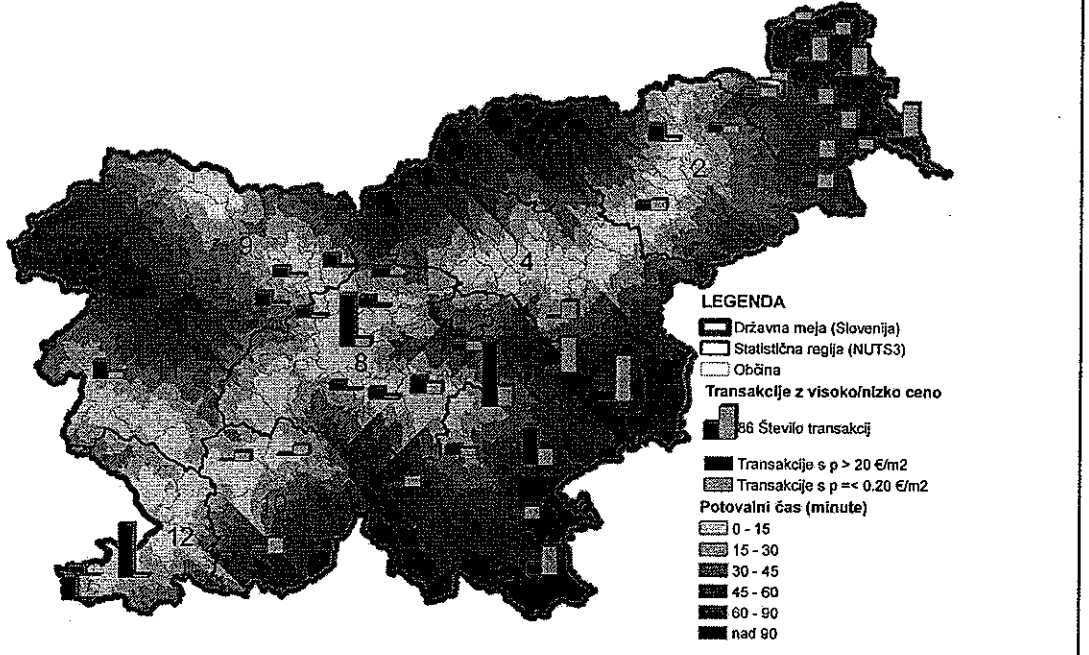 2
9
4
8
10
12
LEGENDA
Državna meja (Slovenija)
Statistična regija (NUTS3)
Občina
Transakcije z visoko/nizko ceno
86 Število transakcij
Transakcije s p > 20 €/m2
Transakcije s p =< 0.20 €/m2
Potovalni čas (minute)
0 - 15
15 - 30
30 - 45
45 - 60
60 - 90
nad 90